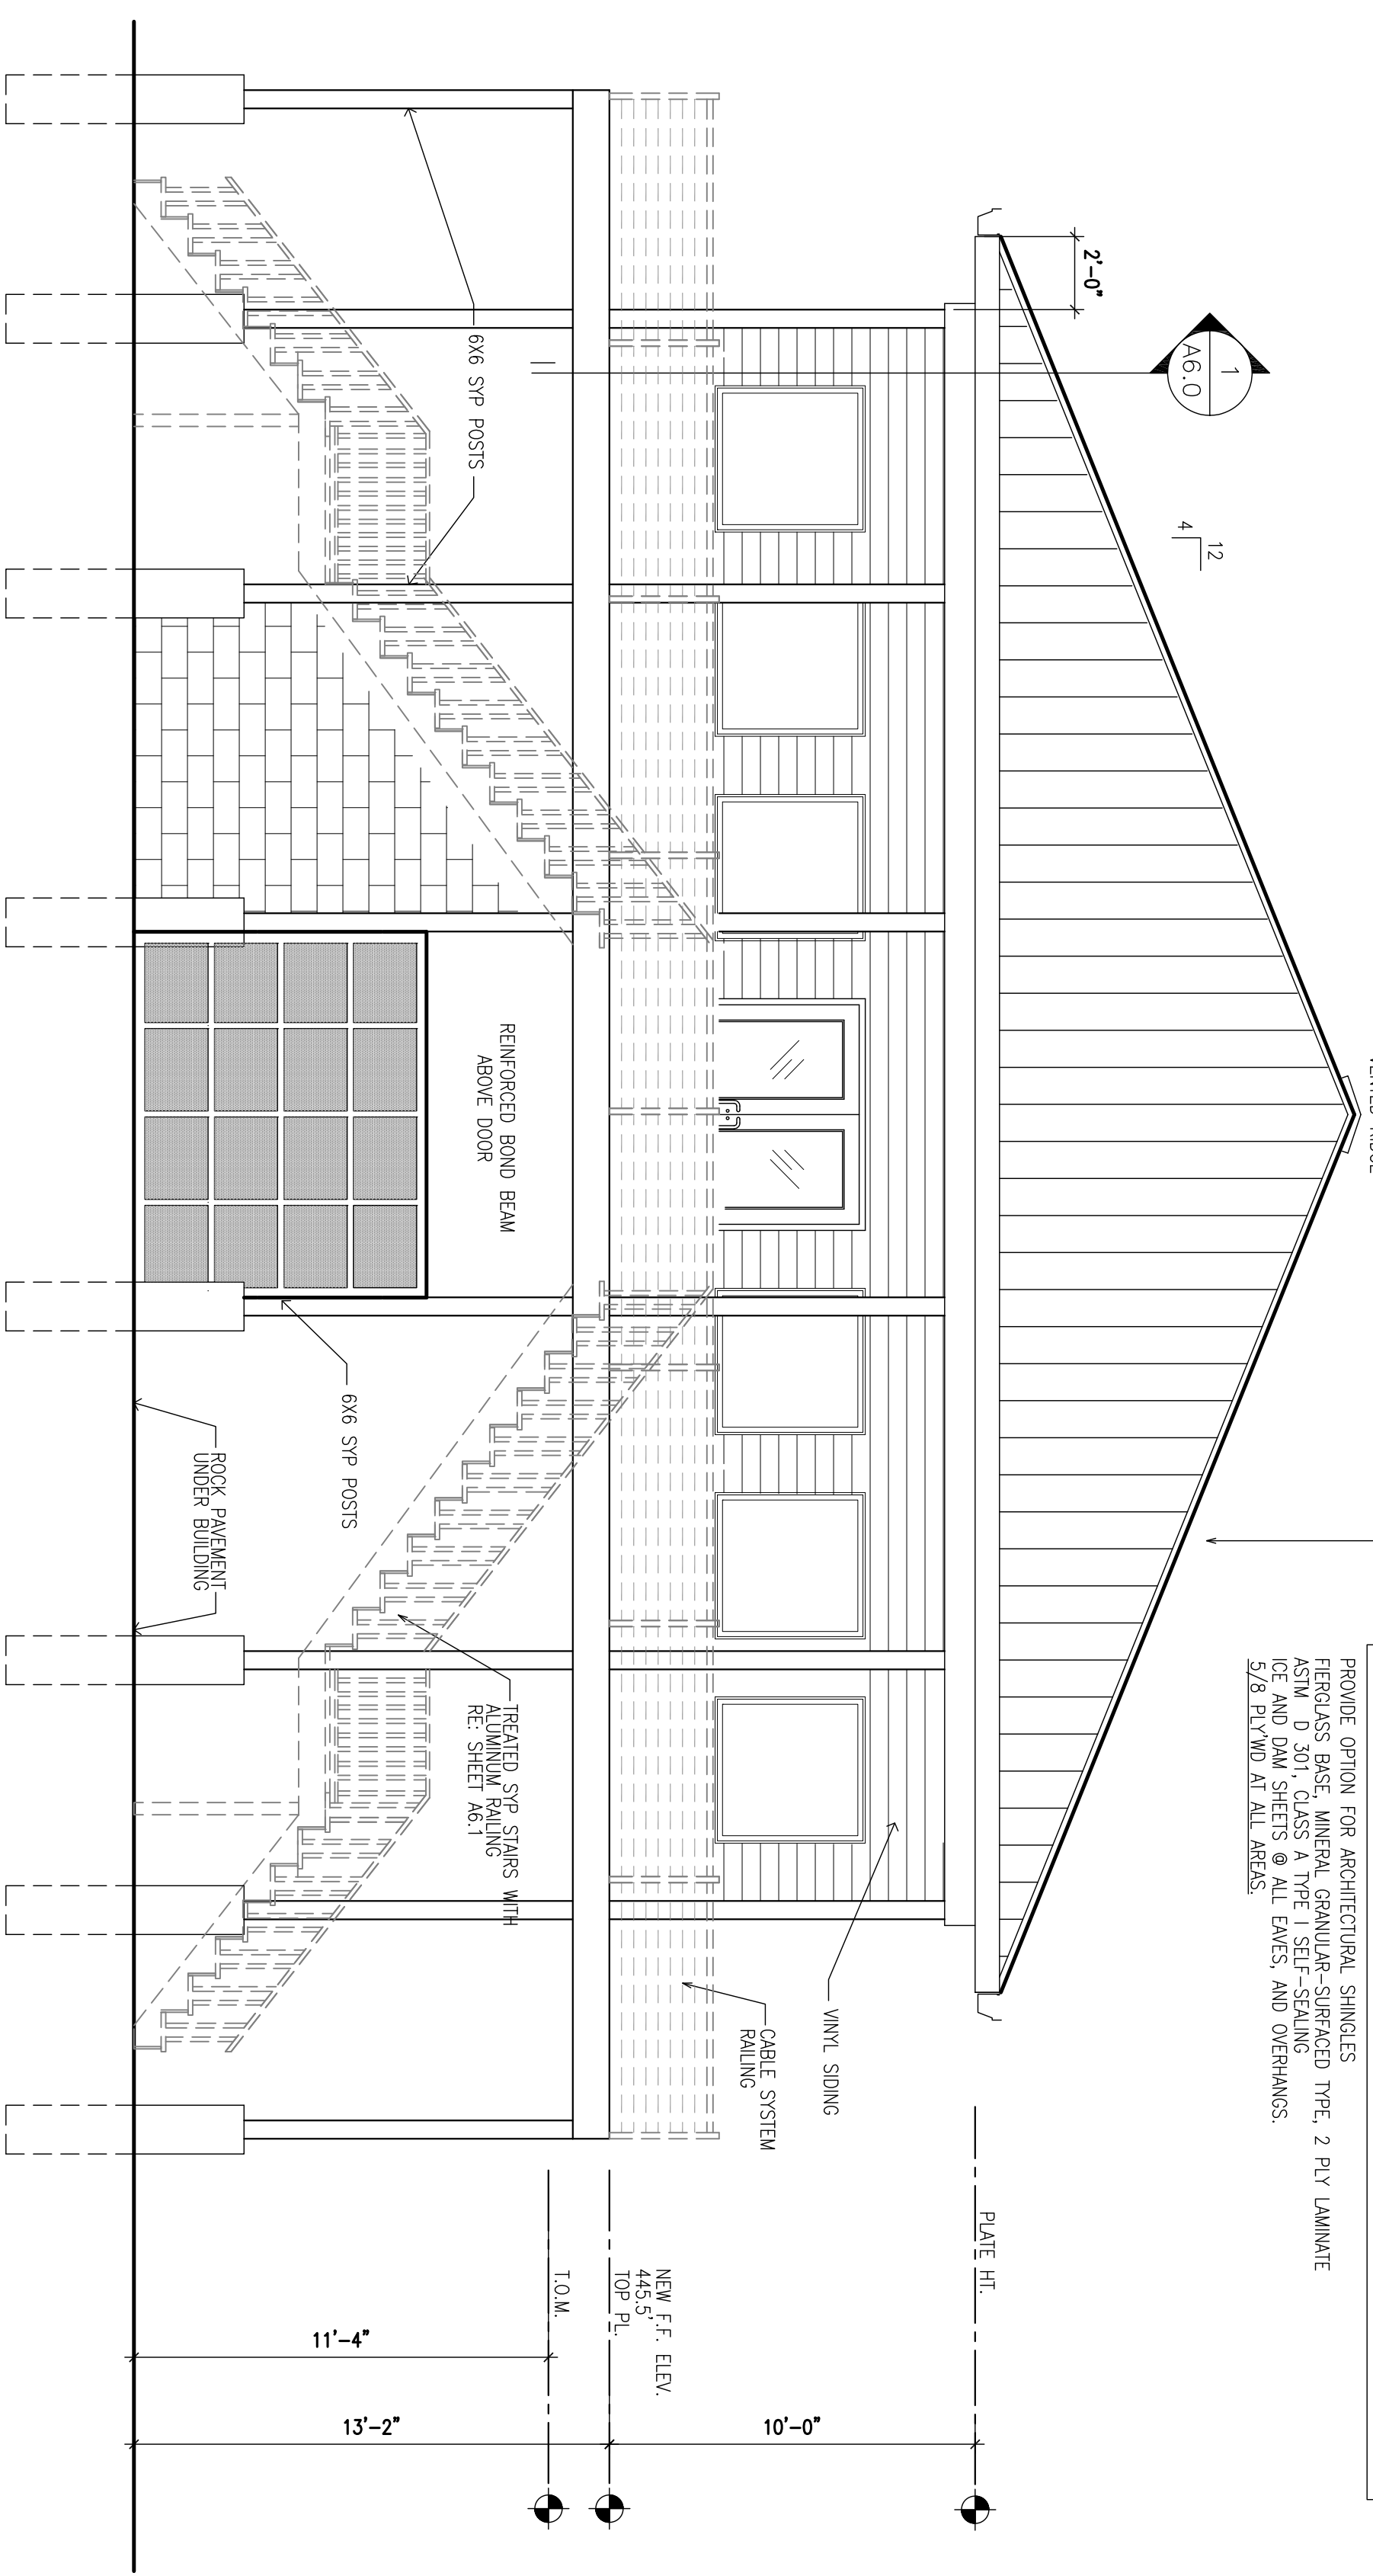 VENTED RIDGE
PROVIDE OPTION FOR ARCHITECTURAL SHINGLES
FIERGLASS BASE, MINERAL GRANULAR-SURFACED TYPE, 2 PLY LAMINATE
ASTM D 301, CLASS A TYPE I SELF-SEALING
ICE AND DAM SHEETS @ ALL EAVES, AND OVERHANGS.
5/8 PLY'WD AT ALL AREAS.
1
A6.0
12
4
2'-0"
PLATE HT.
VINYL SIDING
CABLE SYSTEM
RAILING
NEW F.F. ELEV.
445.5'
TOP PL.
T.O.M.
10'-0"
13'-2"
11'-4"
6X6 SYP POSTS
REINFORCED BOND BEAM
ABOVE DOOR
TREATED SYP STAIRS WITH
ALUMINUM RAILING
RE: SHEET A6.1
6X6 SYP POSTS
ROCK PAVEMENT
UNDER BUILDING